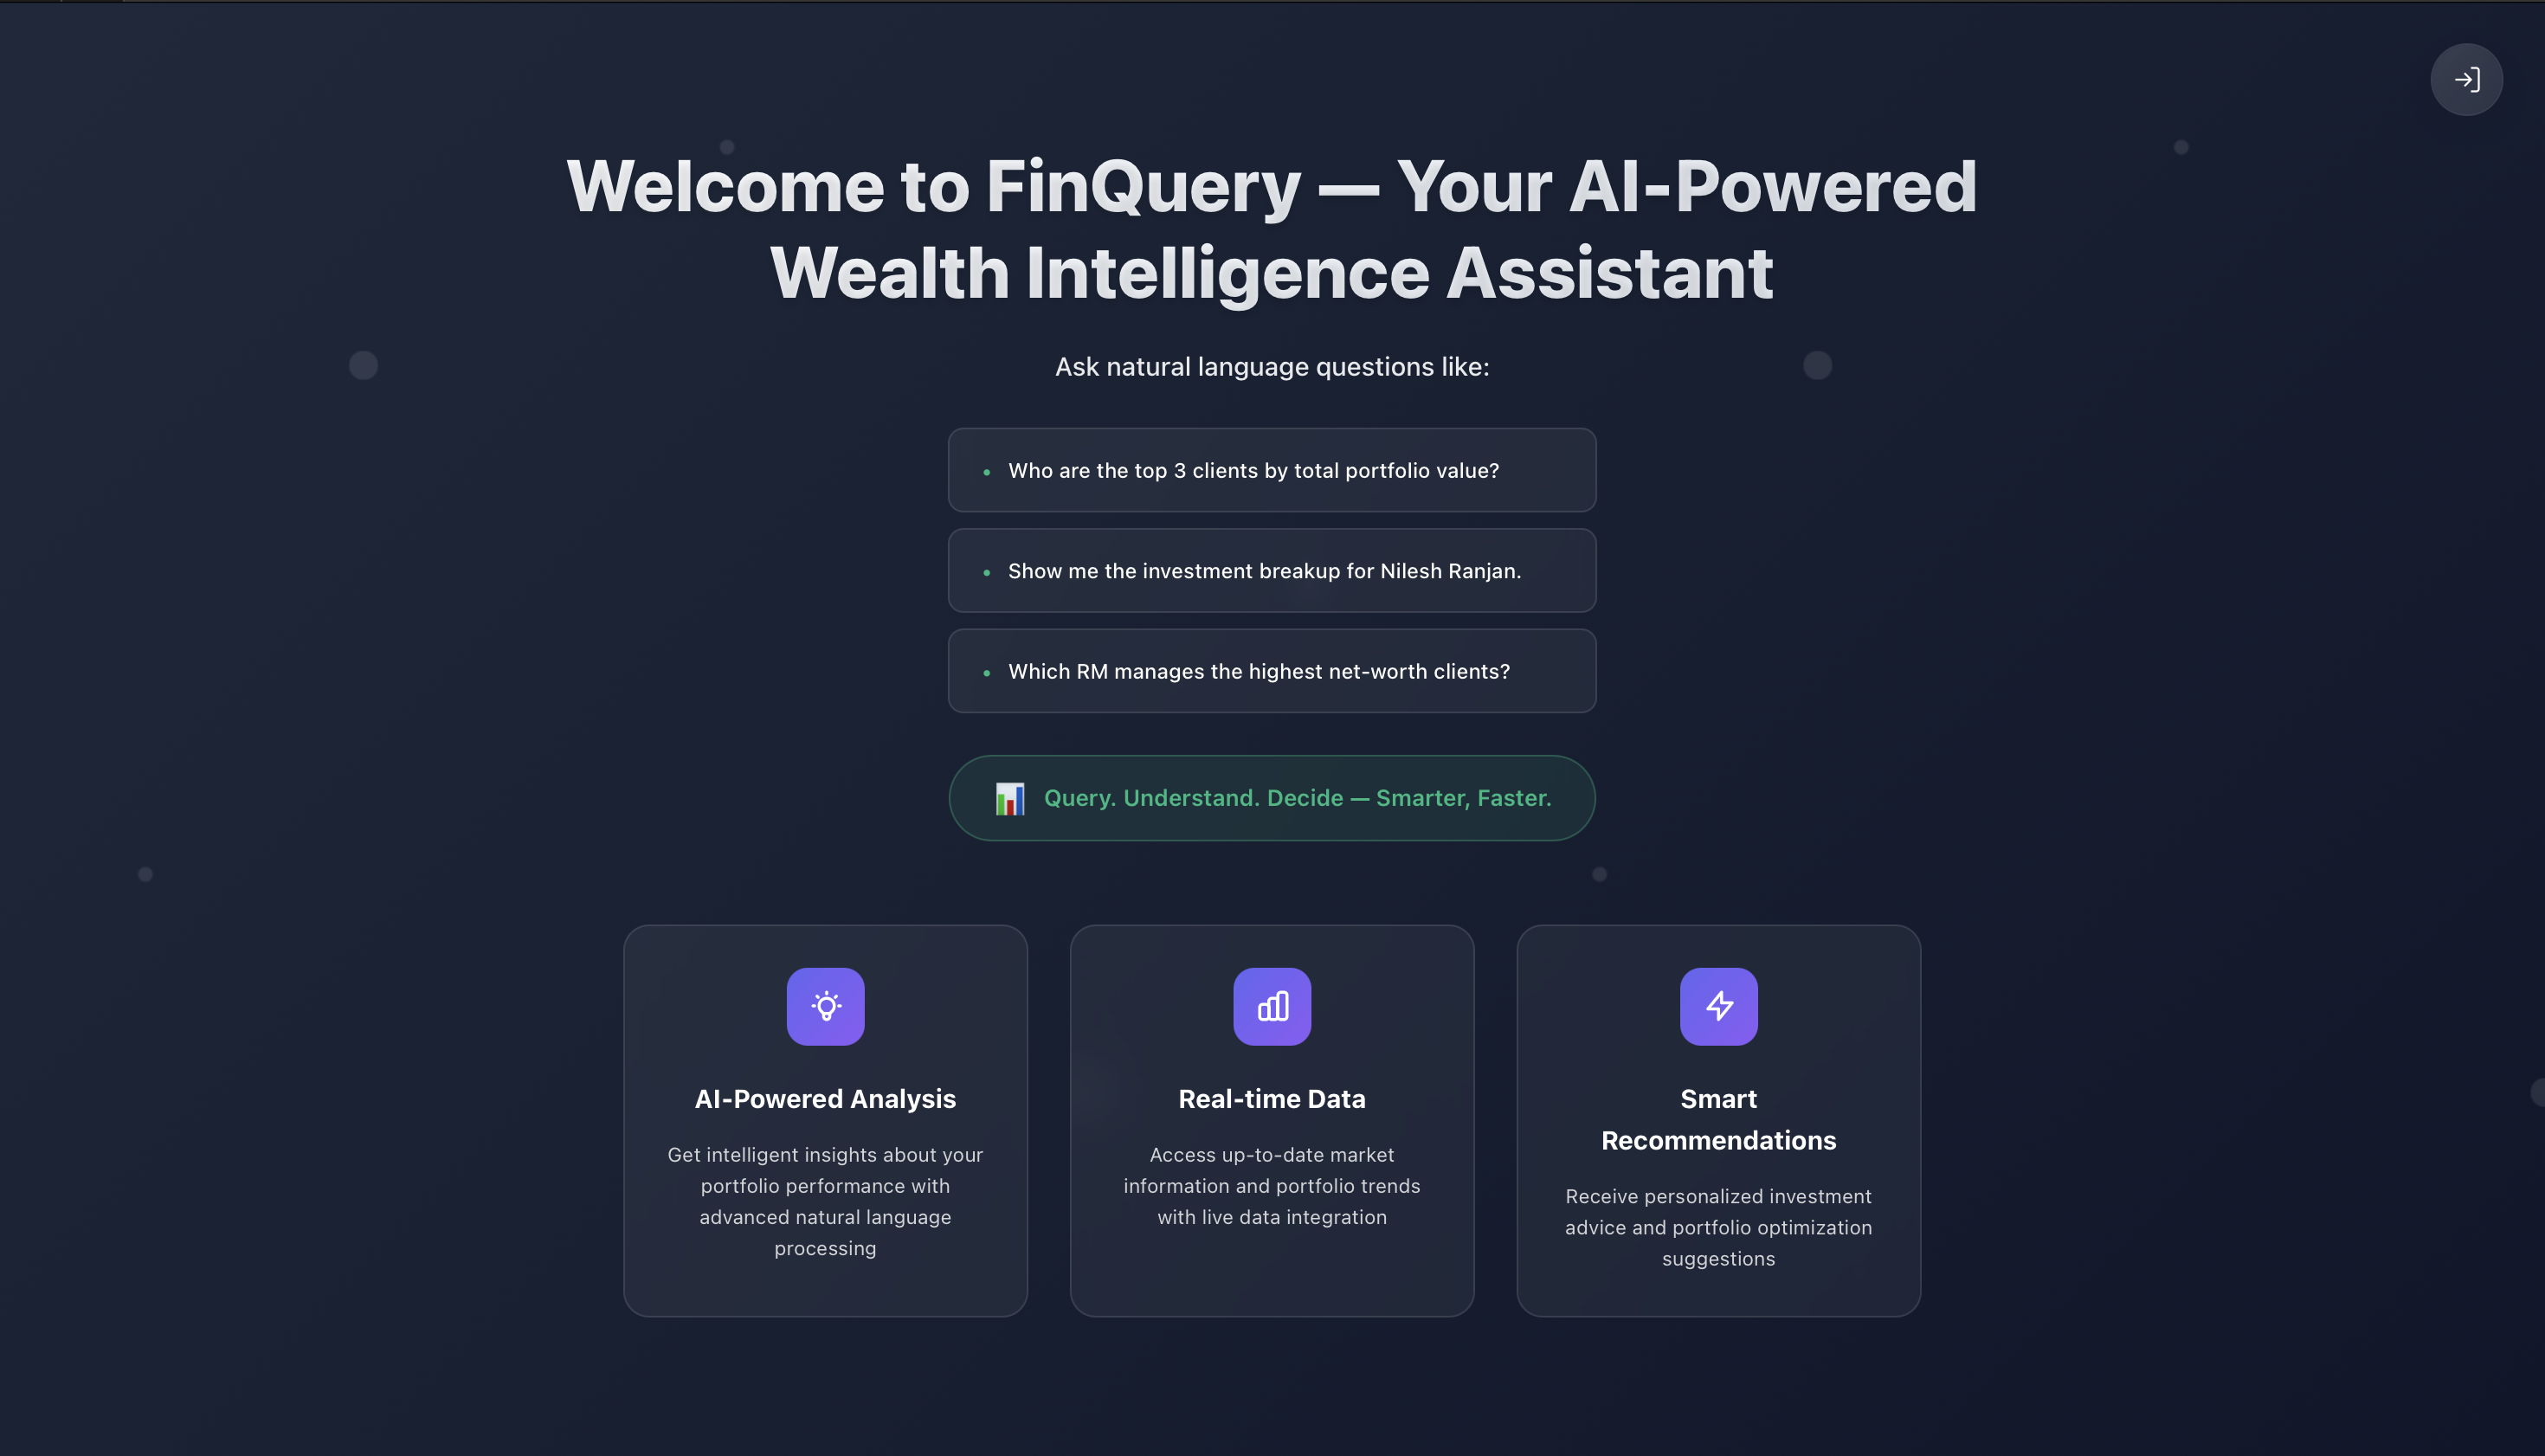 Welcome to FinQuery — Your AI-Powered
Wealth Intelligence Assistant
Ask natural language questions like:
• Who are the top 3 clients by total portfolio value?
• Show me the investment breakup for Nilesh Ranjan.
• Which RM manages the highest net-worth clients?
📊 Query. Understand. Decide — Smarter, Faster.
AI-Powered Analysis
Get intelligent insights about your
portfolio performance with
advanced natural language
processing
Real-time Data
Access up-to-date market
information and portfolio trends
with live data integration
Smart
Recommendations
Receive personalized investment
advice and portfolio optimization
suggestions